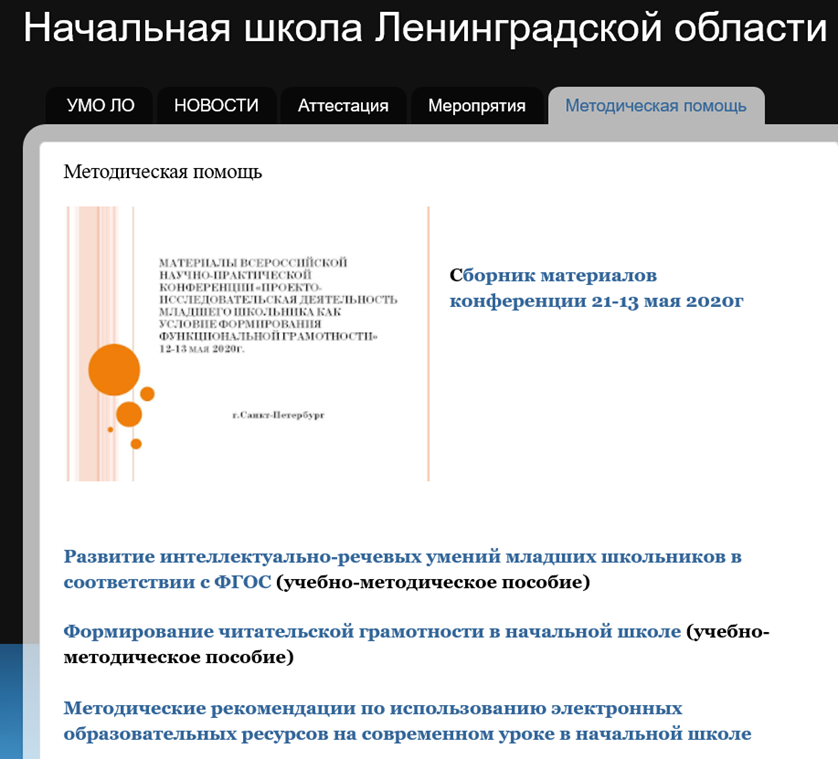 Начальная школа Ленинградской области
УМО ЛО
НОВОСТИ
Аттестация
Меропрятия
Методическая помощь
Методическая помощь
МАТЕРИАЛЫ ВСЕРОССИЙСКОЙ
НАУЧНО-ПРАКТИЧЕСКОЙ
КОНФЕРЕНЦИИ «ПРОЕКТО-
ИССЛЕДОВАТЕЛЬСКАЯ ДЕЯТЕЛЬНОСТЬ
МЛАДШЕГО ШКОЛЬНИКА КАК
УСЛОВИЕ ФОРМИРОВАНИЯ
ФУНКЦИОНАЛЬНОЙ ГРАМОТНОСТИ»
12-13 МАЯ 2020г.
г.Санкт-Петербург
Сборник материалов
конференции 21-13 мая 2020г
Развитие интеллектуально-речевых умений младших школьников в
соответствии с ФГОС (учебно-методическое пособие)
Формирование читательской грамотности в начальной школе (учебно-
методическое пособие)
Методические рекомендации по использованию электронных
образовательных ресурсов на современном уроке в начальной школе